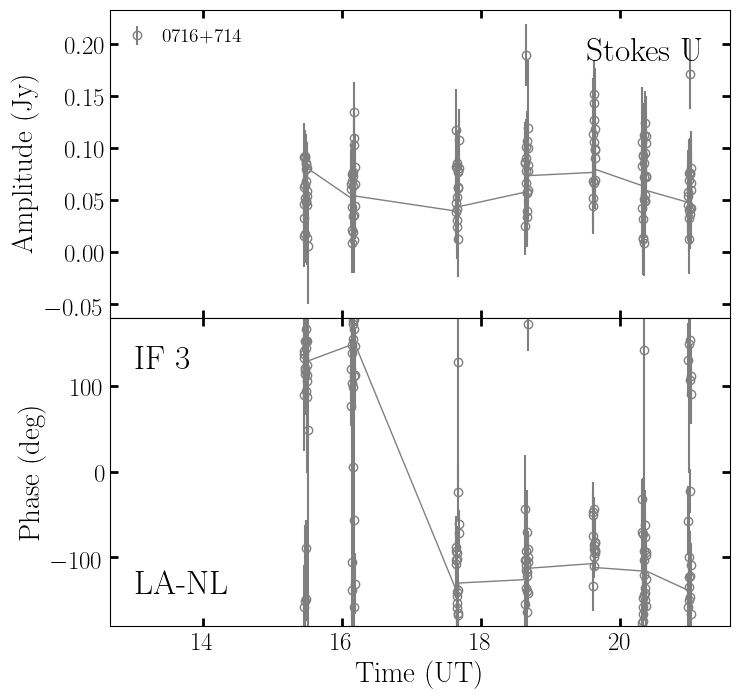 0716+714
Stokes U
0.20
0.15
0.10
0.05
0.00
−0.05
Amplitude (Jy)
IF 3
100
0
−100
Phase (deg)
LA-NL
14 16 18 20
Time (UT)